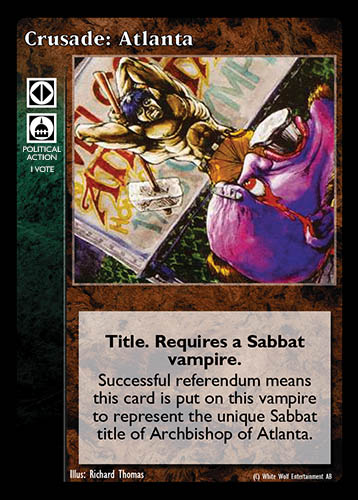 Crusade: Atlanta
POLITICAL
ACTION
1 VOTE
Title. Requires a Sabbat
vampire.
Successful referendum means
this card is put on this vampire
to represent the unique Sabbat
title of Archbishop of Atlanta.
Illus: Richard Thomas
(C) White Wolf Entertainment AB